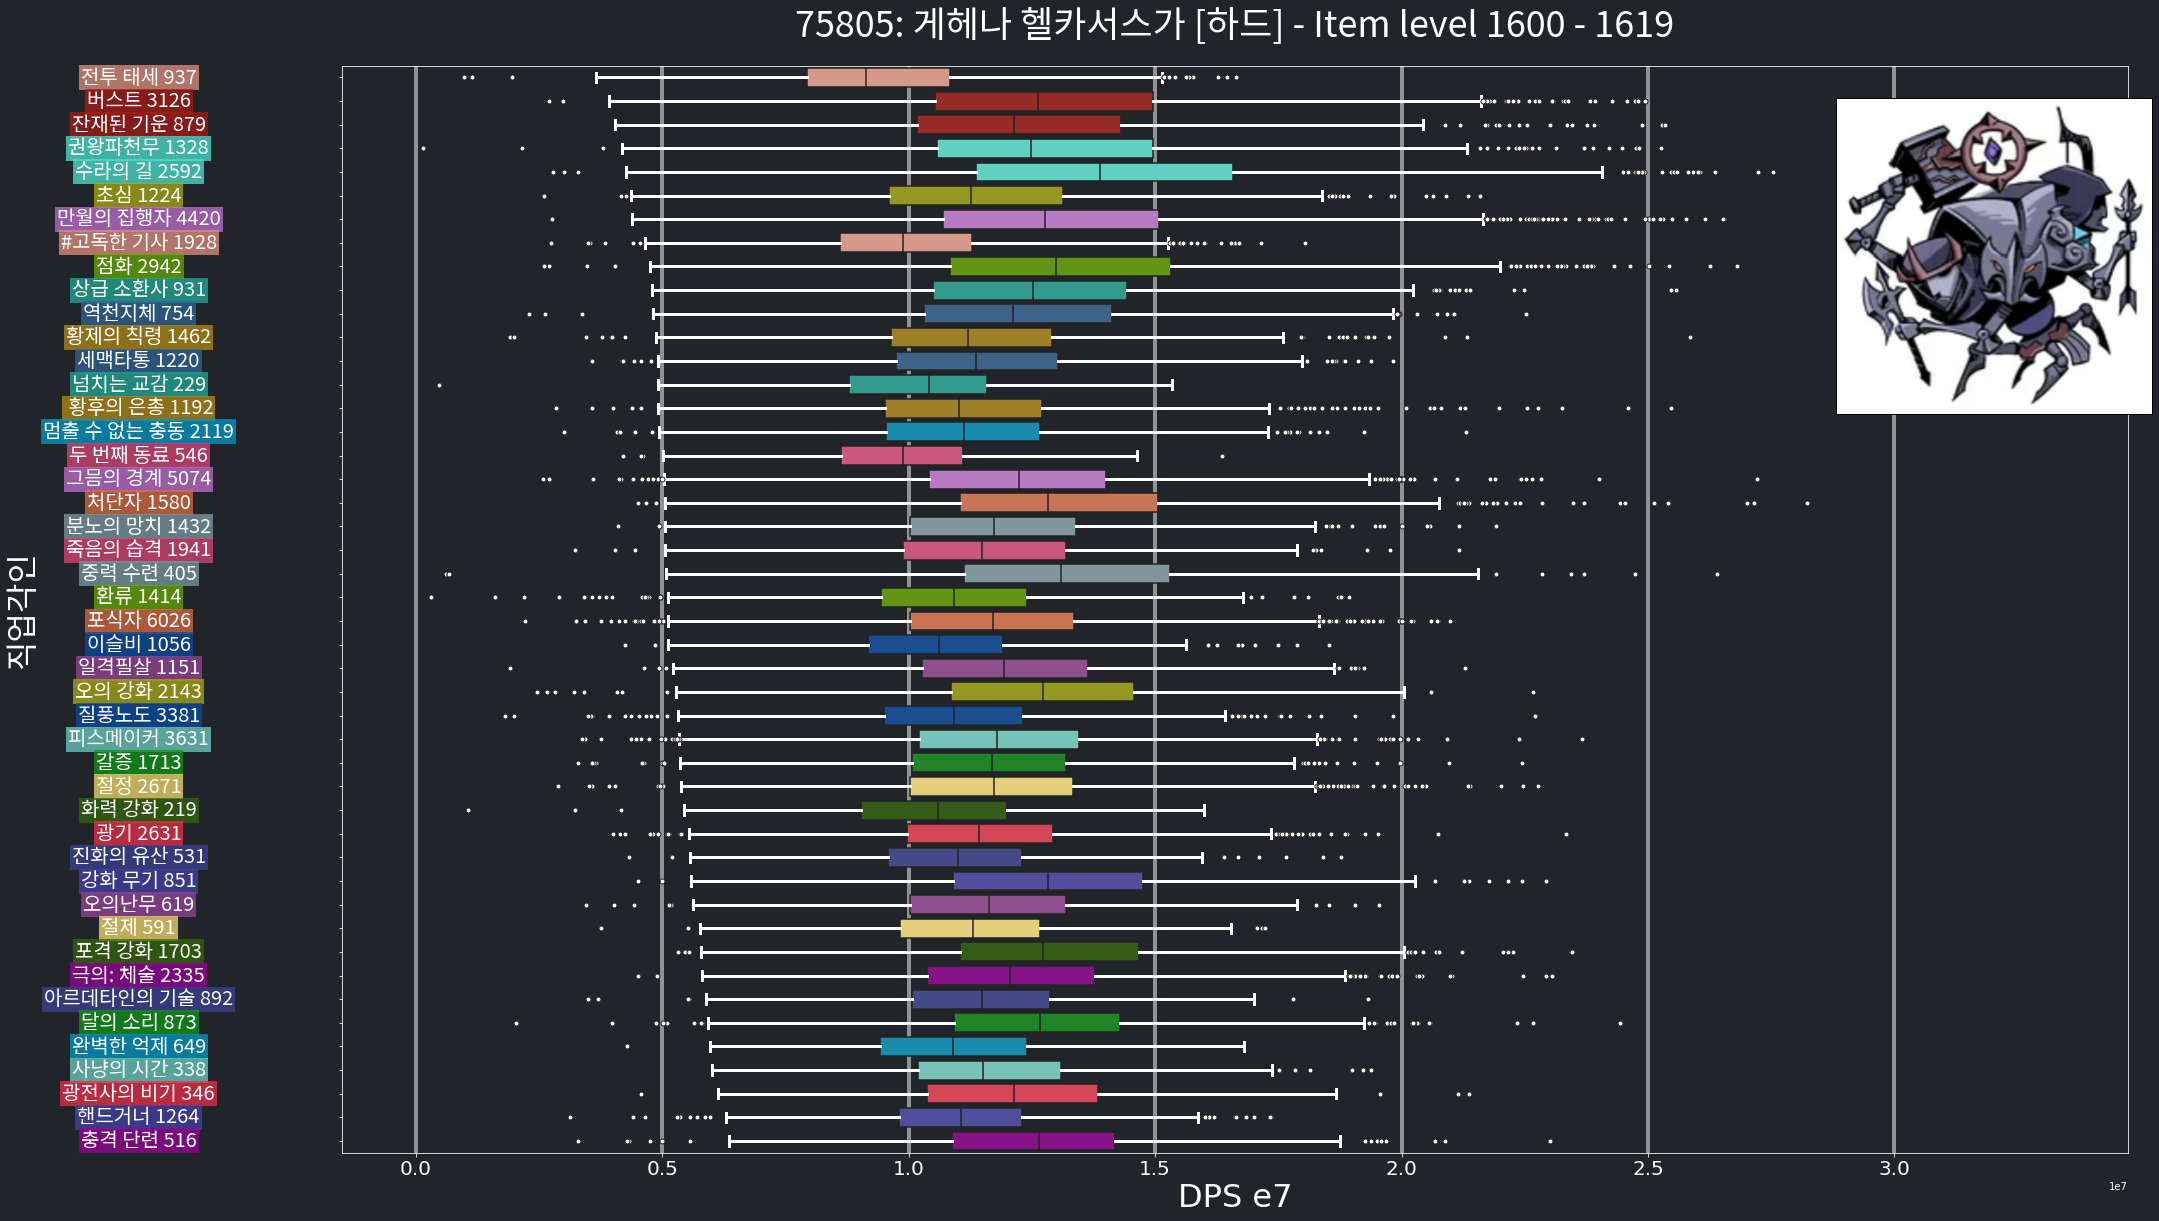 75805: 게헤나 헬카서스가 [하드] - Item level 1600 - 1619
직업각인
전투 태세 937
버스트 3126
잔재된 기운 879
권왕파천무 1328
수라의 길 2592
초심 1224
만월의 집행자 4420
#고독한 기사 1928
점화 2942
상급 소환사 931
역천지체 754
황제의 칙령 1462
세맥타통 1220
넘치는 교감 229
황후의 은총 1192
멈출 수 없는 충동 2119
두 번째 동료 546
그믐의 경계 5074
처단자 1580
분노의 망치 1432
죽음의 습격 1941
중력 수련 405
환류 1414
포식자 6026
이슬비 1056
일격필살 1151
오의 강화 2143
질풍노도 3381
피스메이커 3631
갈증 1713
절정 2671
화력 강화 219
광기 2631
진화의 유산 531
강화 무기 851
오의난무 619
절제 591
포격 강화 1703
극의: 체술 2335
아르데타인의 기술 892
달의 소리 873
완벽한 억제 649
사냥의 시간 338
광전사의 비기 346
핸드거너 1264
충격 단련 516
0.0 0.5 1.0 1.5 2.0 2.5 3.0
DPS e7
1e7